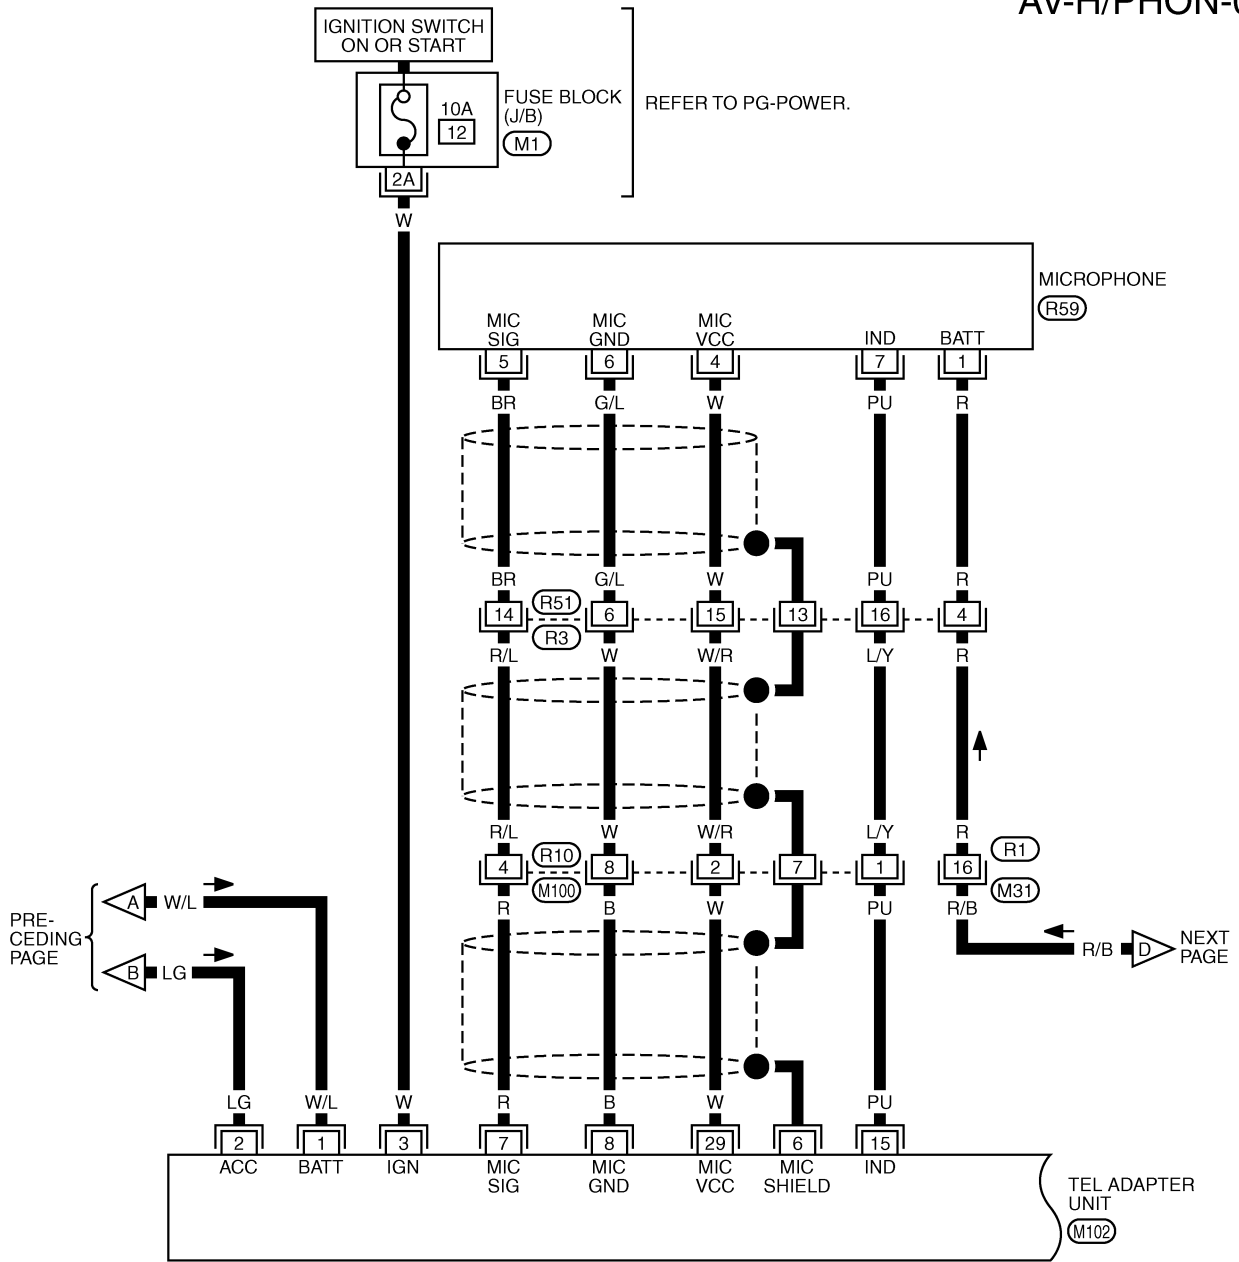 AV-H/PHON-
IGNITION SWITCH
ON OR START
10A
12
FUSE BLOCK
(J/B)
M1
REFER TO PG-POWER.
2A
W
MICROPHONE
R59
MIC SIG
MIC GND
MIC VCC
IND
BATT
5 6 4 7 1
BR G/L W PU R
BR G/L W PU R
R51
14 6 15 13 16 4
R3
R/L W W/R L/Y R
R/L W W/R L/Y R
R10
R1
4 8 2 7 1 16
M100
M31
R B W PU R/B
PRE-
CEDING
PAGE
A W/L
B LG
R/B D
NEXT
PAGE
LG W/L W R B W PU
2 1 3 7 8 29 6 15
ACC
BATT
IGN
MIC SIG
MIC GND
MIC VCC
MIC SHIELD
IND
TEL ADAPTER
UNIT
M102